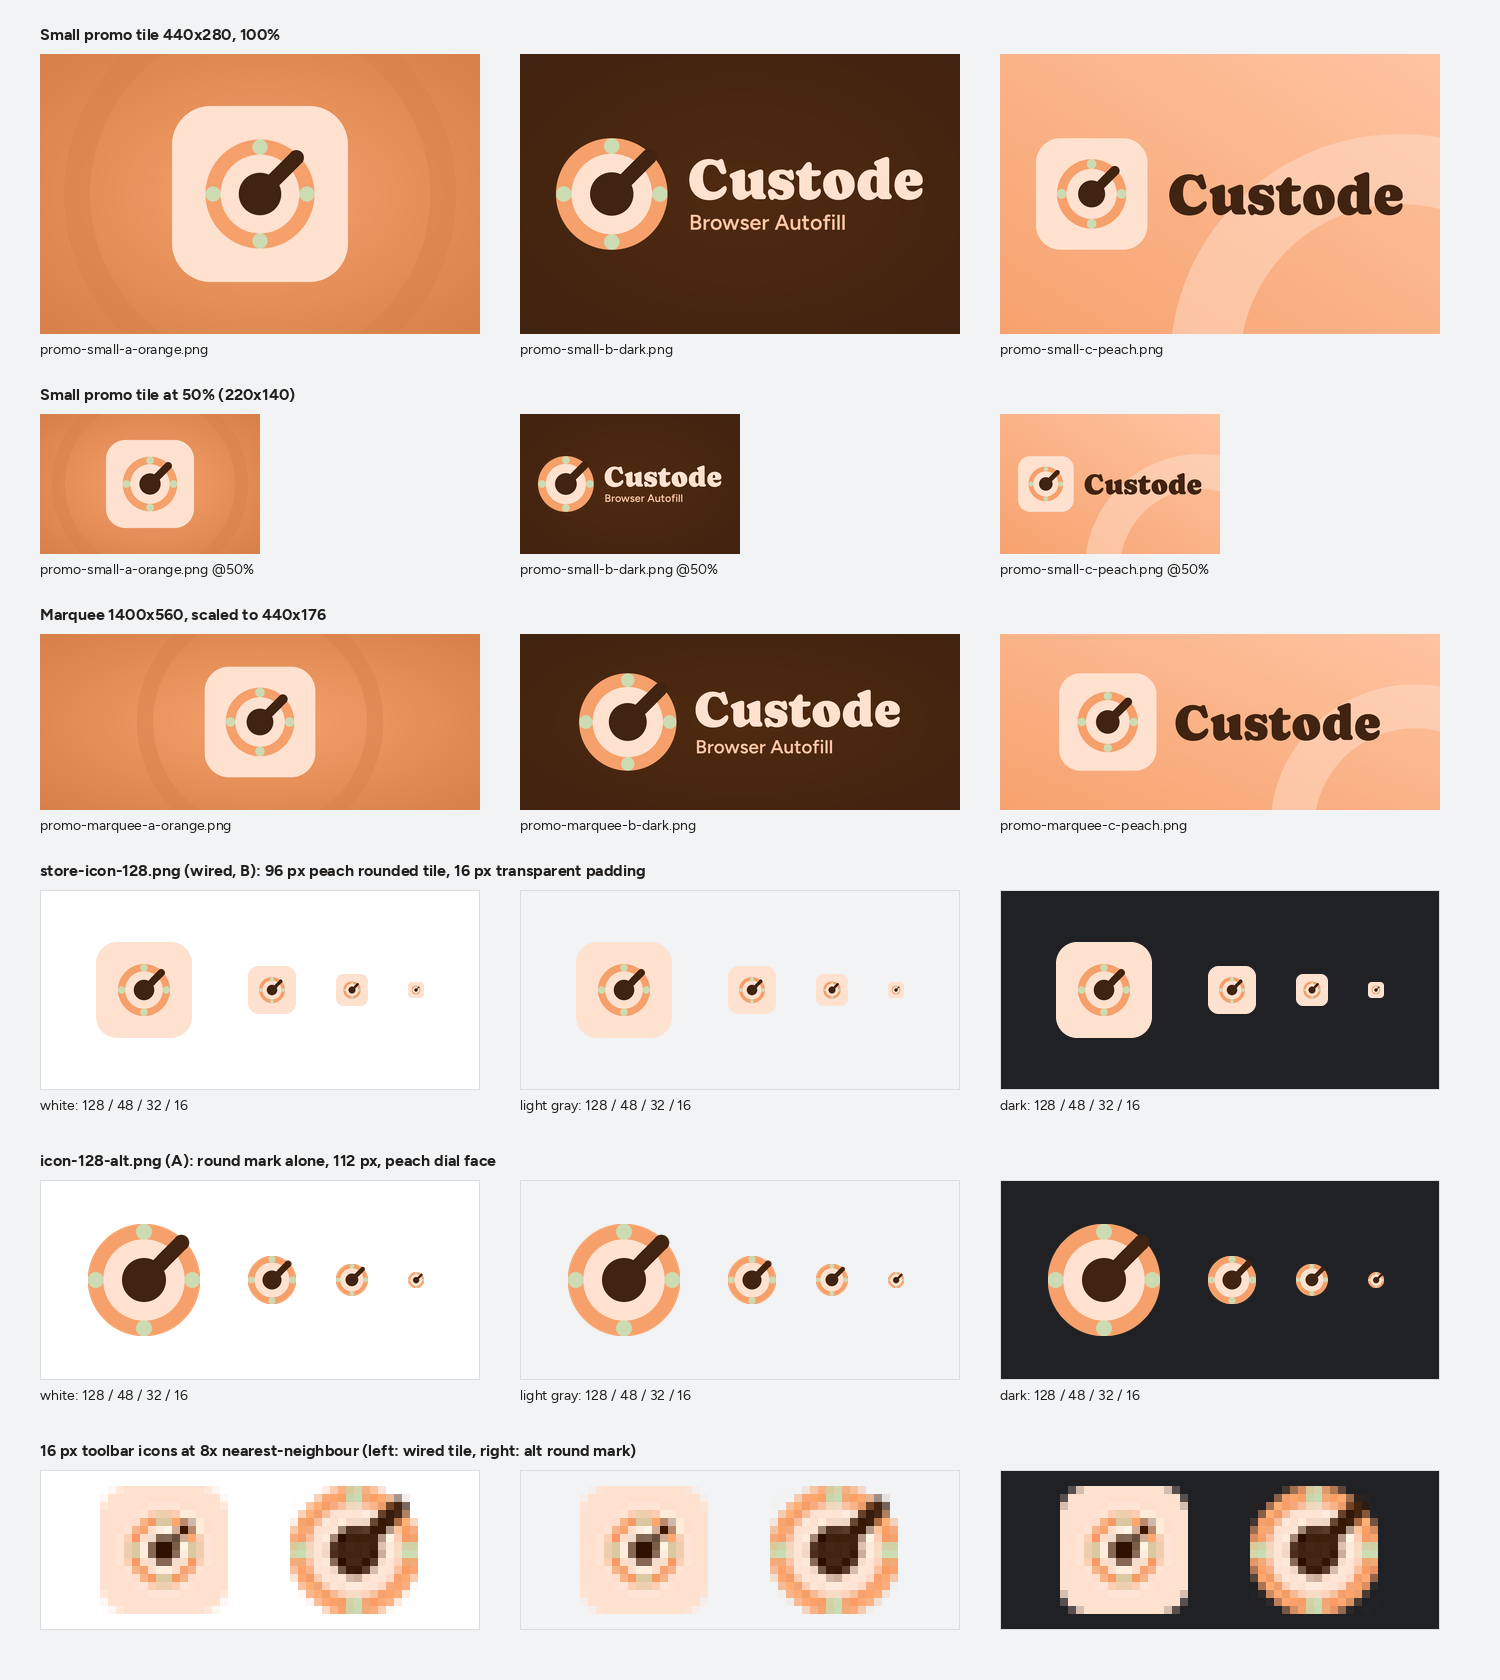 Small promo tile 440x280, 100%
Custode
Browser Autofill
Custode
promo-small-a-orange.png
promo-small-b-dark.png
promo-small-c-peach.png
Small promo tile at 50% (220x140)
Custode
Browser Autofill
Custode
promo-small-a-orange.png @50%
promo-small-b-dark.png @50%
promo-small-c-peach.png @50%
Marquee 1400x560, scaled to 440x176
Custode
Browser Autofill
Custode
promo-marquee-a-orange.png
promo-marquee-b-dark.png
promo-marquee-c-peach.png
store-icon-128.png (wired, B): 96 px peach rounded tile, 16 px transparent padding
white: 128 / 48 / 32 / 16
light gray: 128 / 48 / 32 / 16
dark: 128 / 48 / 32 / 16
icon-128-alt.png (A): round mark alone, 112 px, peach dial face
white: 128 / 48 / 32 / 16
light gray: 128 / 48 / 32 / 16
dark: 128 / 48 / 32 / 16
16 px toolbar icons at 8x nearest-neighbour (left: wired tile, right: alt round mark)